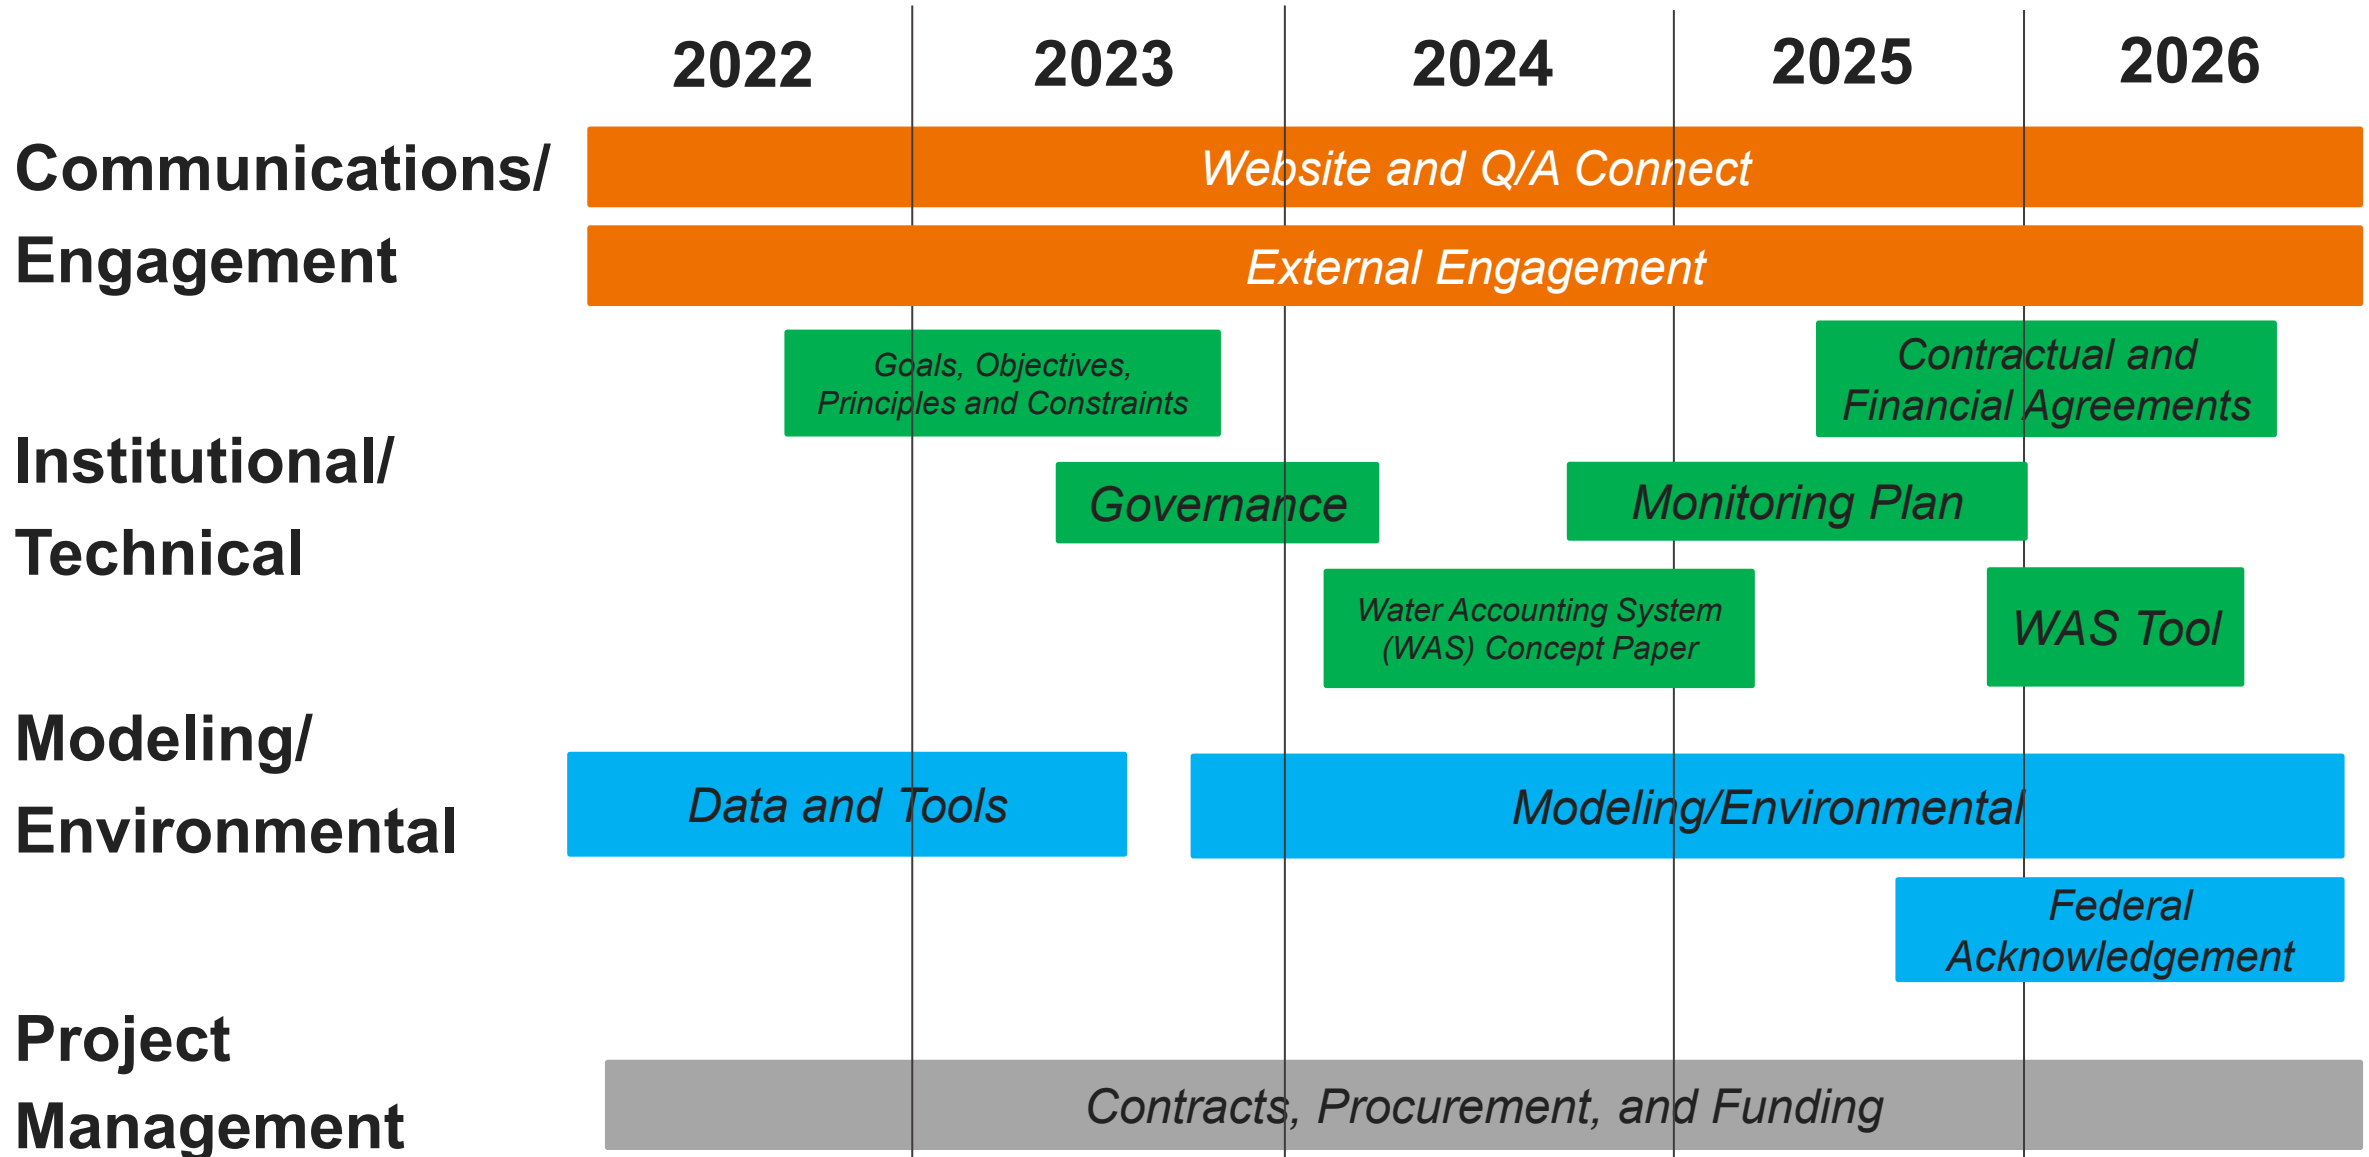 2022 2023 2024 2025 2026
Communications/
Engagement
Website and Q/A Connect
External Engagement
Institutional/
Technical
Goals, Objectives,
Principles and Constraints
Contractual and
Financial Agreements
Governance
Monitoring Plan
Water Accounting System
(WAS) Concept Paper
WAS Tool
Modeling/
Environmental
Data and Tools
Modeling/Environmental
Federal
Acknowledgement
Project
Management
Contracts, Procurement, and Funding